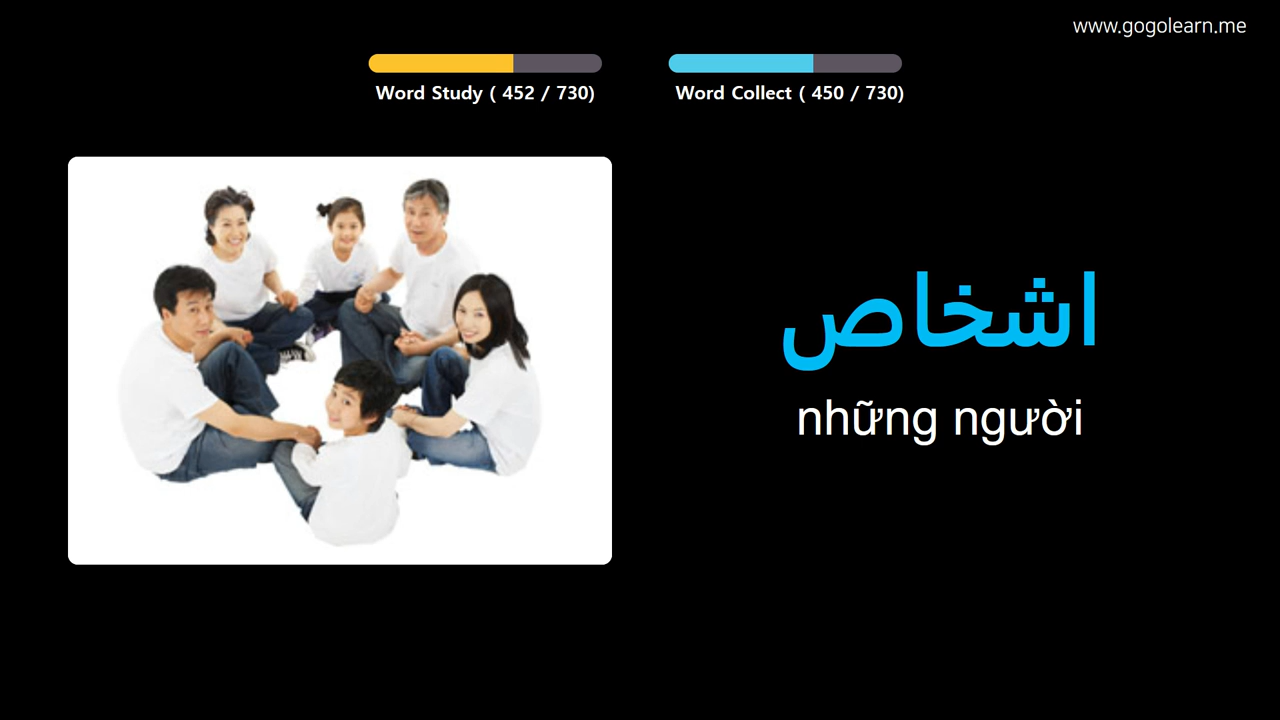 www.gogolearn.me
Word Study ( 452 / 730)
Word Collect ( 450 / 730)
اشخاص
những người